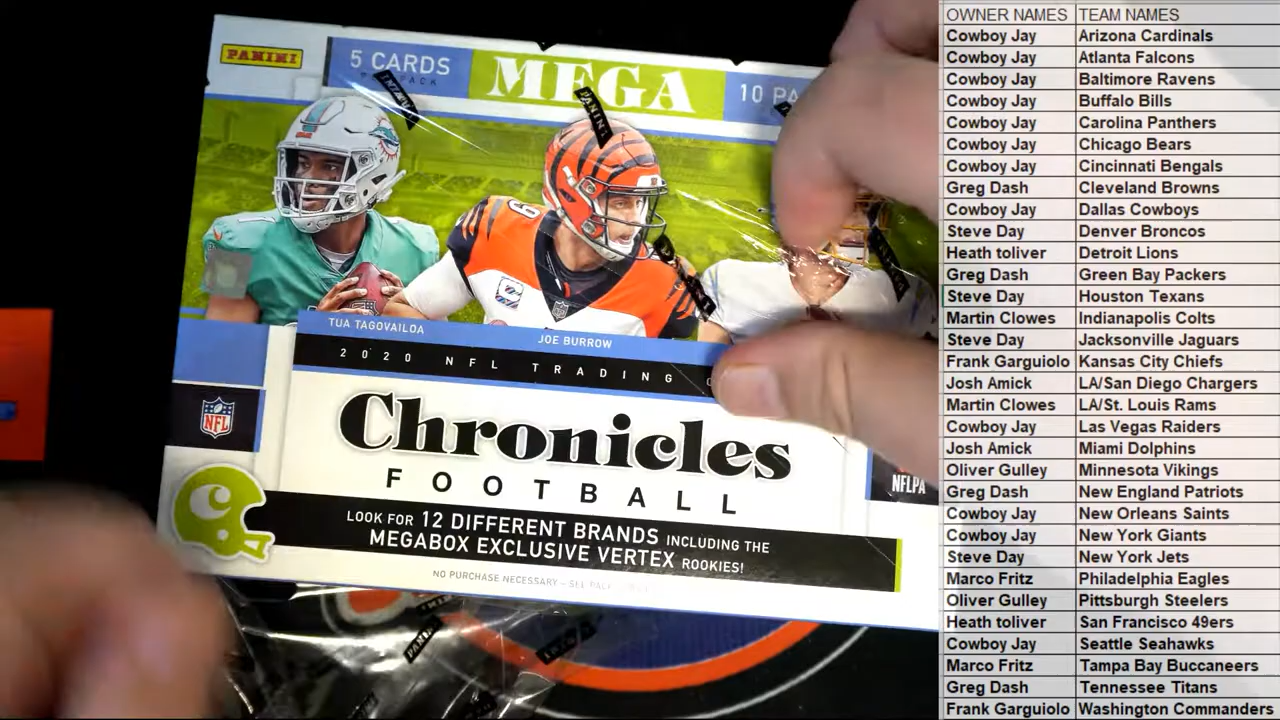 PANINI
5 CARDS
MEGA
10 PA
PANINI
9
TUA TAGOVAILOA
JOE BURROW
2020 NFL TRADING
Chronicles
FOOTBALL
NFL
NFLPA
LOOK FOR 12 DIFFERENT BRANDS INCLUDING THE
MEGABOX EXCLUSIVE VERTEX ROOKIES!
NO PURCHASE NECESSARY – SEE PACK
PANINI
OWNER NAMES TEAM NAMES
Cowboy Jay Arizona Cardinals
Cowboy Jay Atlanta Falcons
Cowboy Jay Baltimore Ravens
Cowboy Jay Buffalo Bills
Cowboy Jay Carolina Panthers
Cowboy Jay Chicago Bears
Cowboy Jay Cincinnati Bengals
Greg Dash Cleveland Browns
Cowboy Jay Dallas Cowboys
Steve Day Denver Broncos
Heath toliver Detroit Lions
Greg Dash Green Bay Packers
Steve Day Houston Texans
Martin Clowes Indianapolis Colts
Steve Day Jacksonville Jaguars
Frank Garguiolo Kansas City Chiefs
Josh Amick LA/San Diego Chargers
Martin Clowes LA/St. Louis Rams
Cowboy Jay Las Vegas Raiders
Josh Amick Miami Dolphins
Oliver Gulley Minnesota Vikings
Greg Dash New England Patriots
Cowboy Jay New Orleans Saints
Cowboy Jay New York Giants
Steve Day New York Jets
Marco Fritz Philadelphia Eagles
Oliver Gulley Pittsburgh Steelers
Heath toliver San Francisco 49ers
Cowboy Jay Seattle Seahawks
Marco Fritz Tampa Bay Buccaneers
Greg Dash Tennessee Titans
Frank Garguiolo Washington Commanders